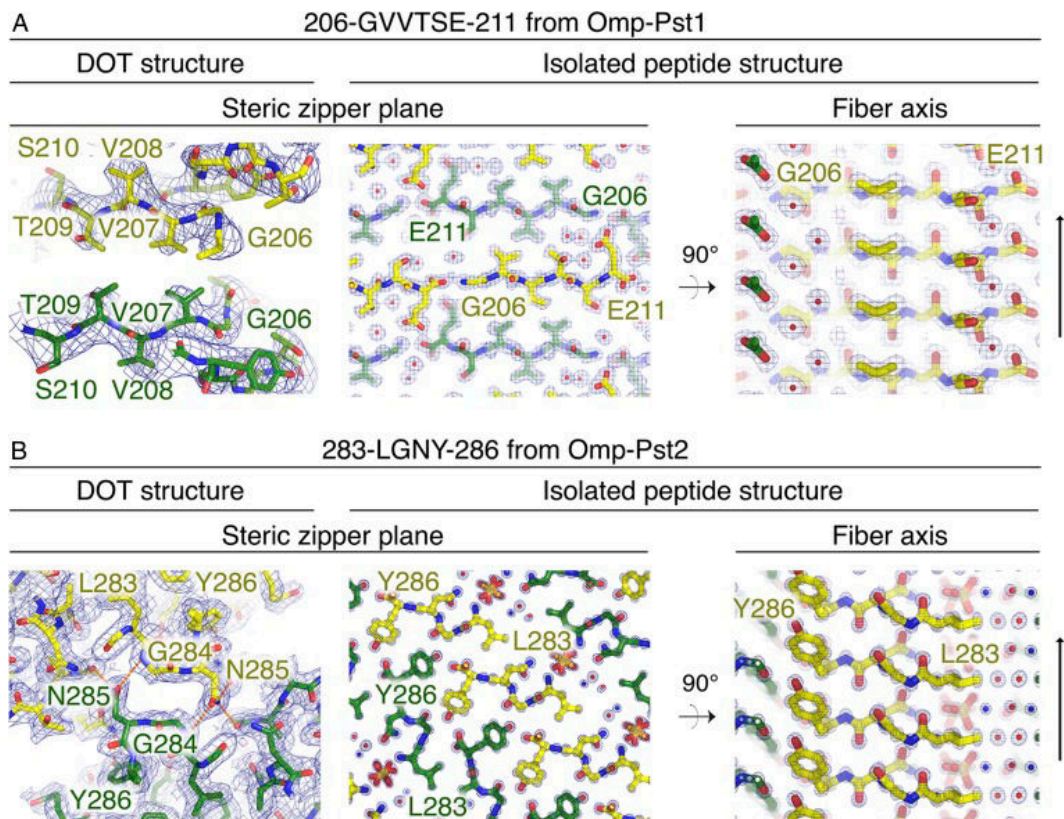 A
206-GVVTSE-211 from Omp-Pst1
DOT structure
Isolated peptide structure
Steric zipper plane
Fiber axis
S210 V208
T209 V207
G206
T209 V207
G206
S210 V208
G206
E211
G206
E211
90°
G206
E211
B
283-LGNY-286 from Omp-Pst2
DOT structure
Isolated peptide structure
Steric zipper plane
Fiber axis
L283
Y286
G284
N285
N285
G284
Y286
Y286
L283
Y286
L283
90°
Y286
L283